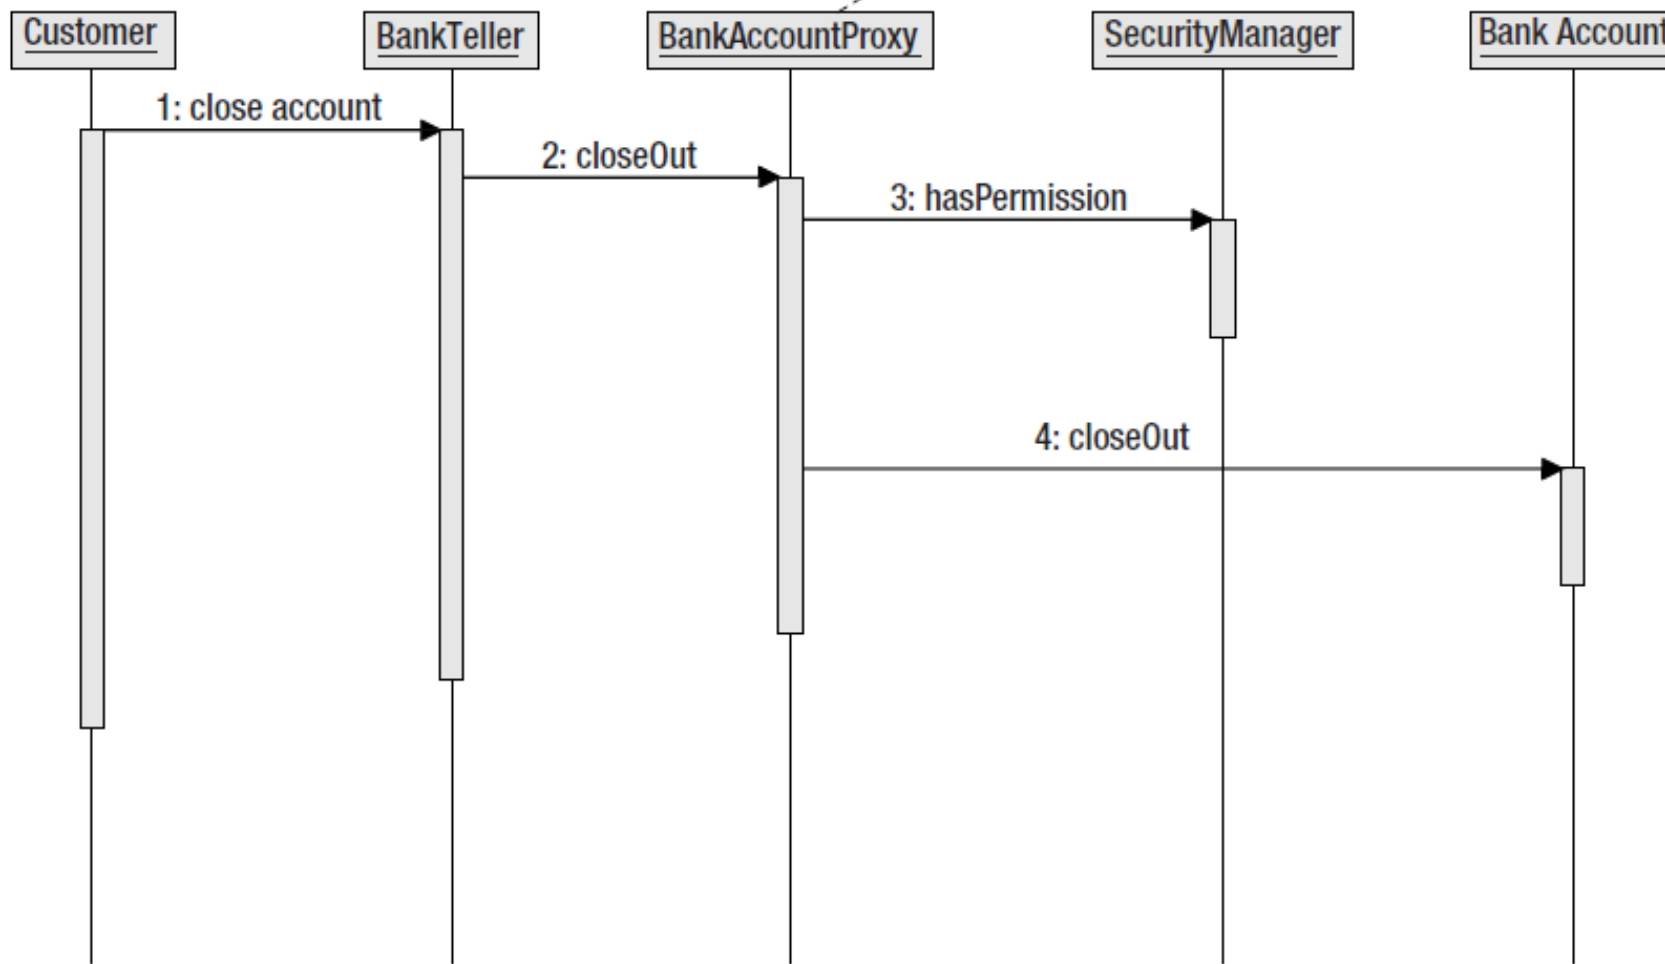 Customer
BankTeller
BankAccountProxy
SecurityManager
Bank Account
1: close account
2: closeOut
3: hasPermission
4: closeOut